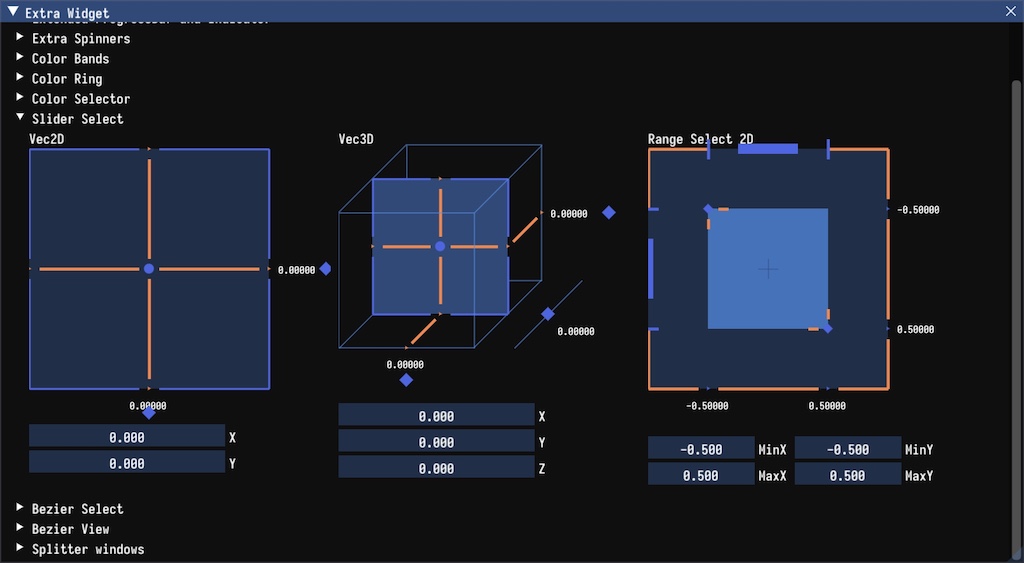 Extra Widget
Extra Spinners
Color Bands
Color Ring
Color Selector
Slider Select
Vec2D
0.00000
0.00000
0.000 X
0.000 Y
Vec3D
0.00000
0.00000
0.00000
0.000 X
0.000 Y
0.000 Z
Range Select 2D
-0.50000
0.50000
-0.50000 0.50000
-0.500 MinX -0.500 MinY
0.500 MaxX 0.500 MaxY
Bezier Select
Bezier View
Splitter windows